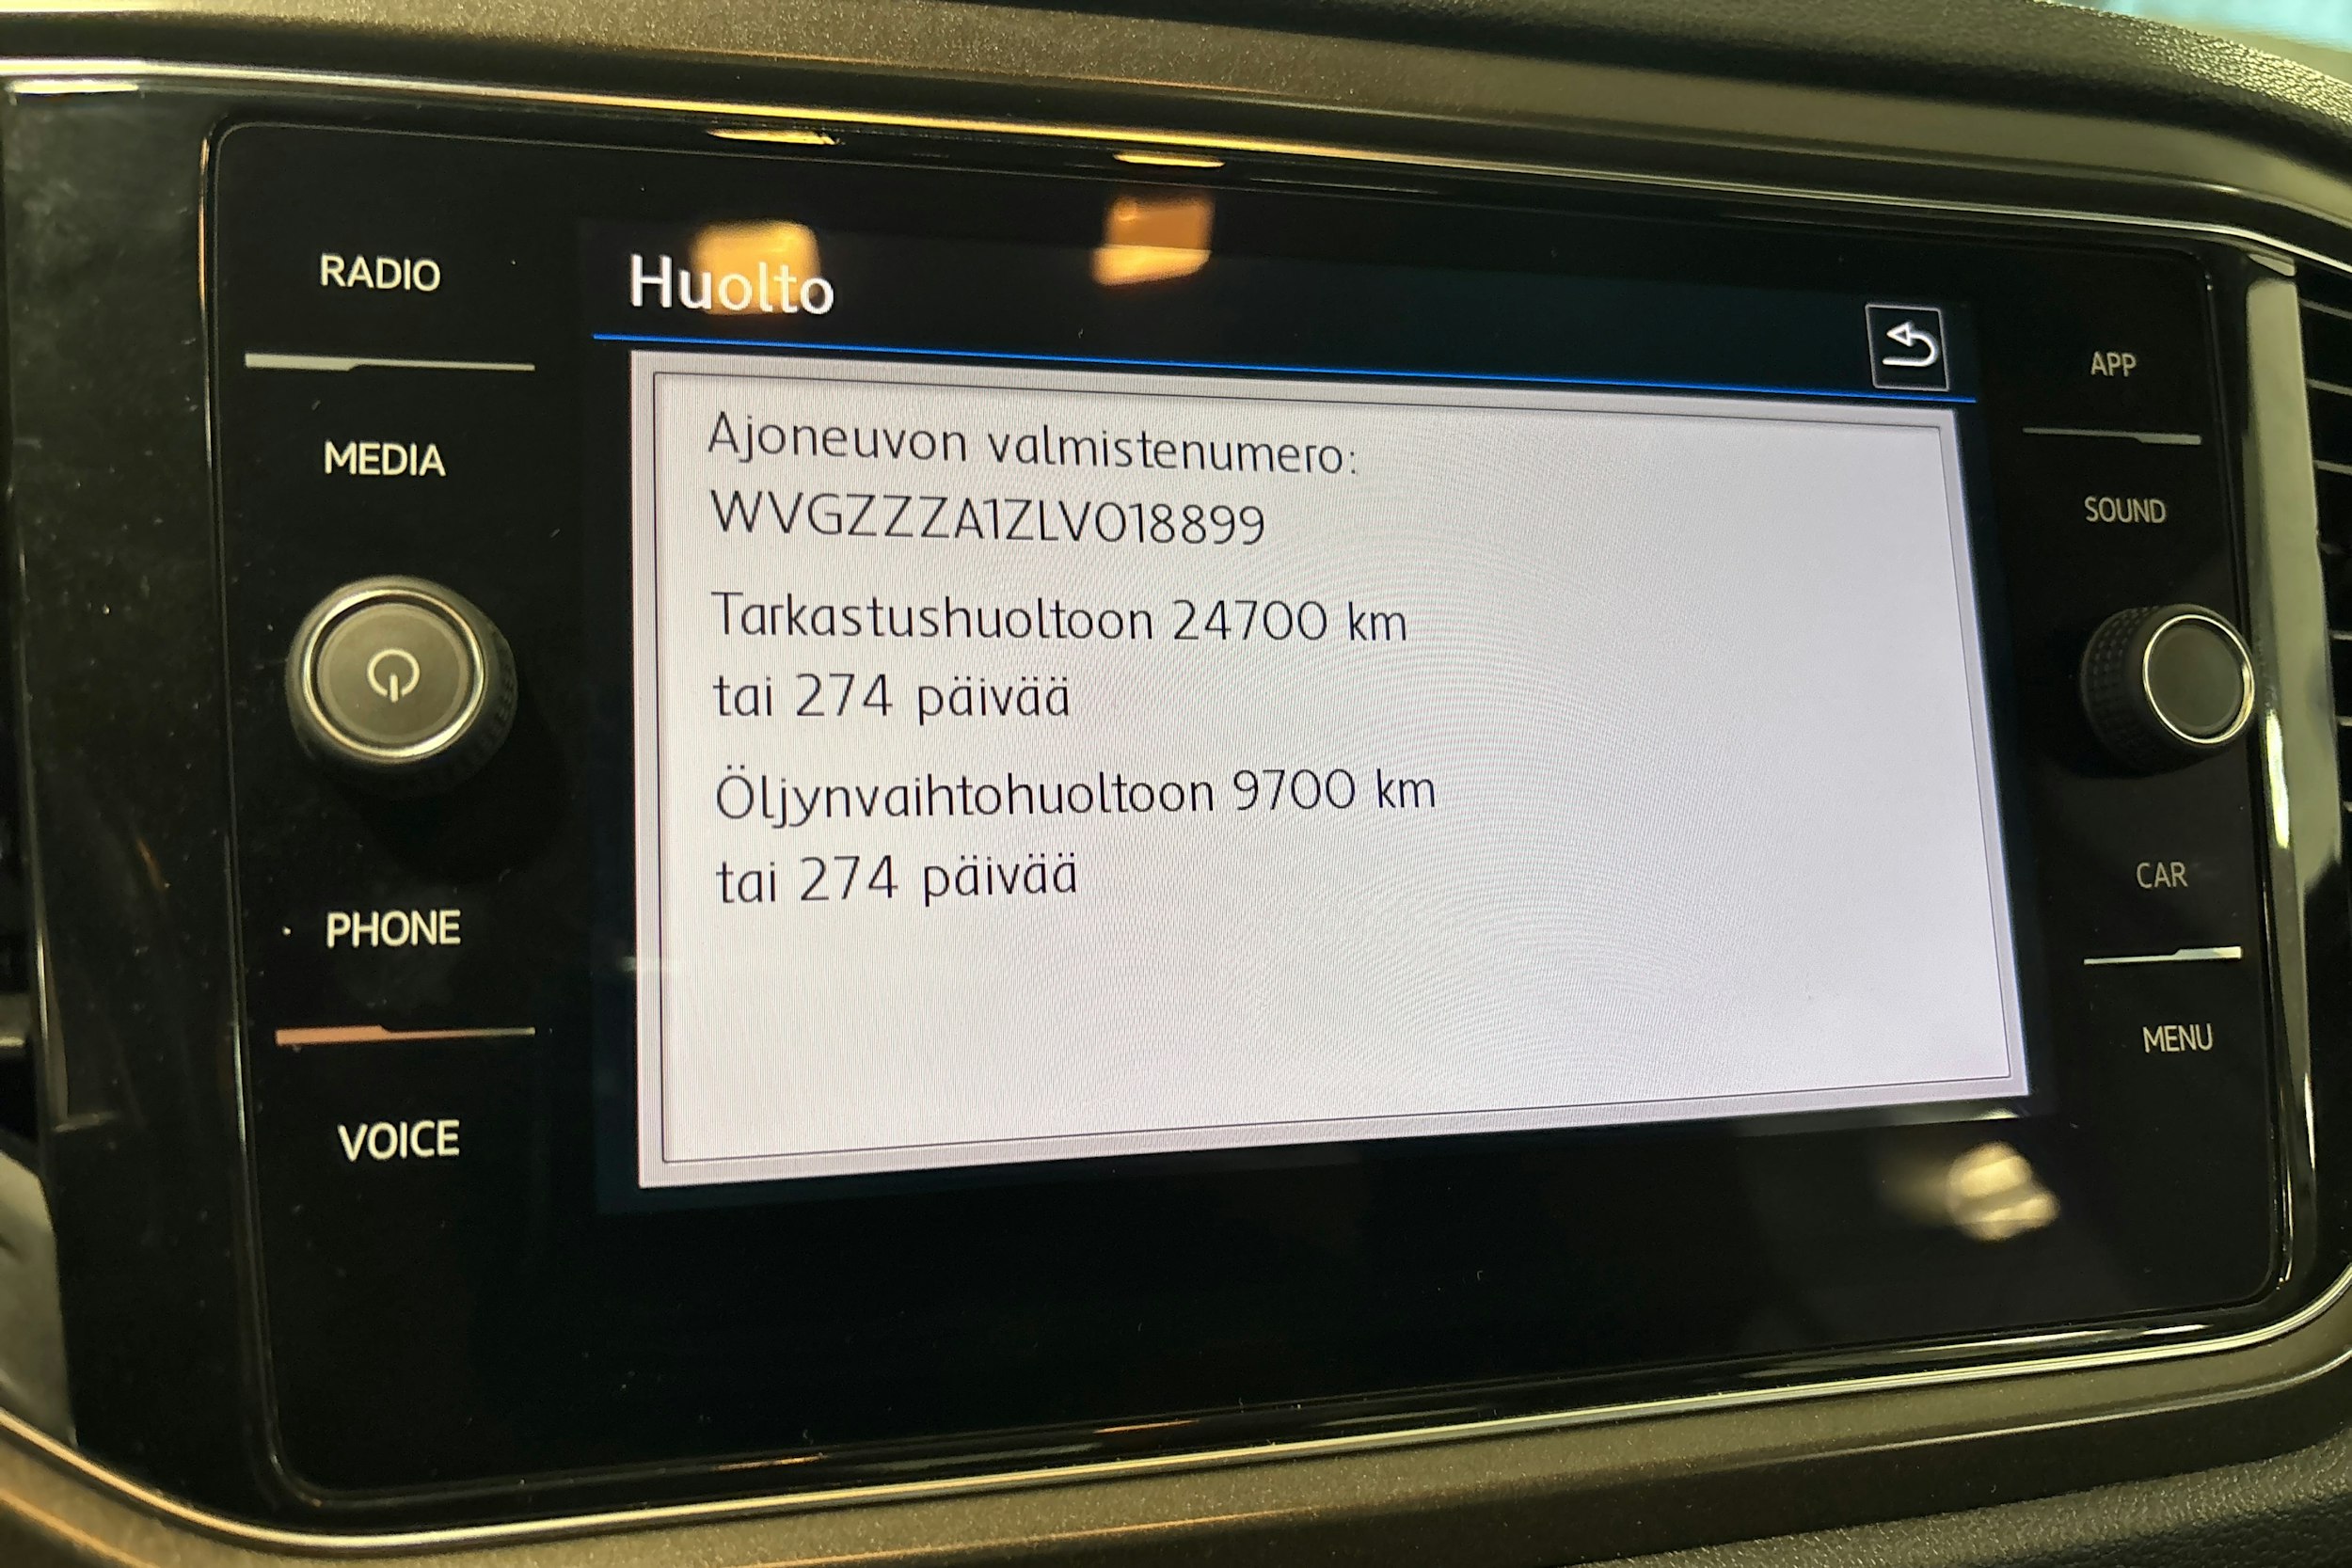 RADIO
MEDIA
PHONE
VOICE
Huolto
Ajoneuvon valmistenumero:
WVGZZZA1ZLV018899
Tarkastushuoltoon 24700 km
tai 274 päivää
Öljynvaihtohuoltoon 9700 km
tai 274 päivää
APP
SOUND
CAR
MENU